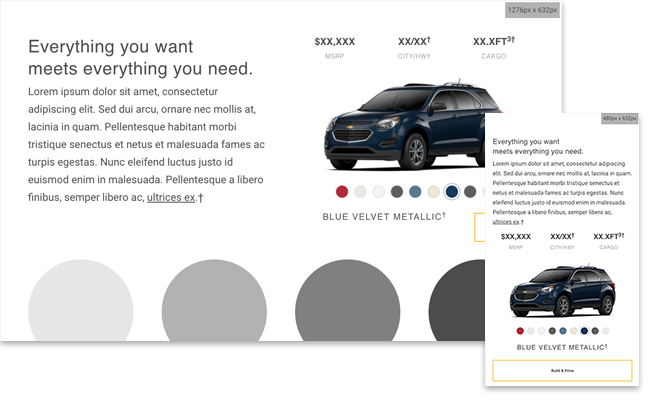 1276px x 632px
Everything you want
meets everything you need.
Lorem ipsum dolor sit amet, consectetur
adipiscing elit. Sed dui arcu, ornare nec mollis at,
lacinia in quam. Pellentesque habitant morbi
tristique senectus et netus et malesuada fames ac
turpis egestas. Nunc eleifend luctus justo id
euismod enim in malesuada. Pellentesque a libero
finibus, semper libero ac, ultrices ex.†
$XX,XXX XX/XX† XX.XFT³†
MSRP CITY/HWY CARGO
BLUE VELVET METALLIC†
480px x 632px
Everything you want
meets everything you need.
Lorem ipsum dolor sit amet, consectetur adipiscing
elit. Sed dui arcu, ornare nec mollis at, lacinia in
quam. Pellentesque habitant morbi tristique
senectus et netus et malesuada fames ac turpis
egestas. Nunc eleifend luctus justo id euismod
enim in malesuada. Pellentesque a libero finibus,
semper libero ac, ultrices ex.†
$XX,XXX XX/XX† XX.XFT³†
MSRP CITY/HWY CARGO
BLUE VELVET METALLIC†
Build & Price